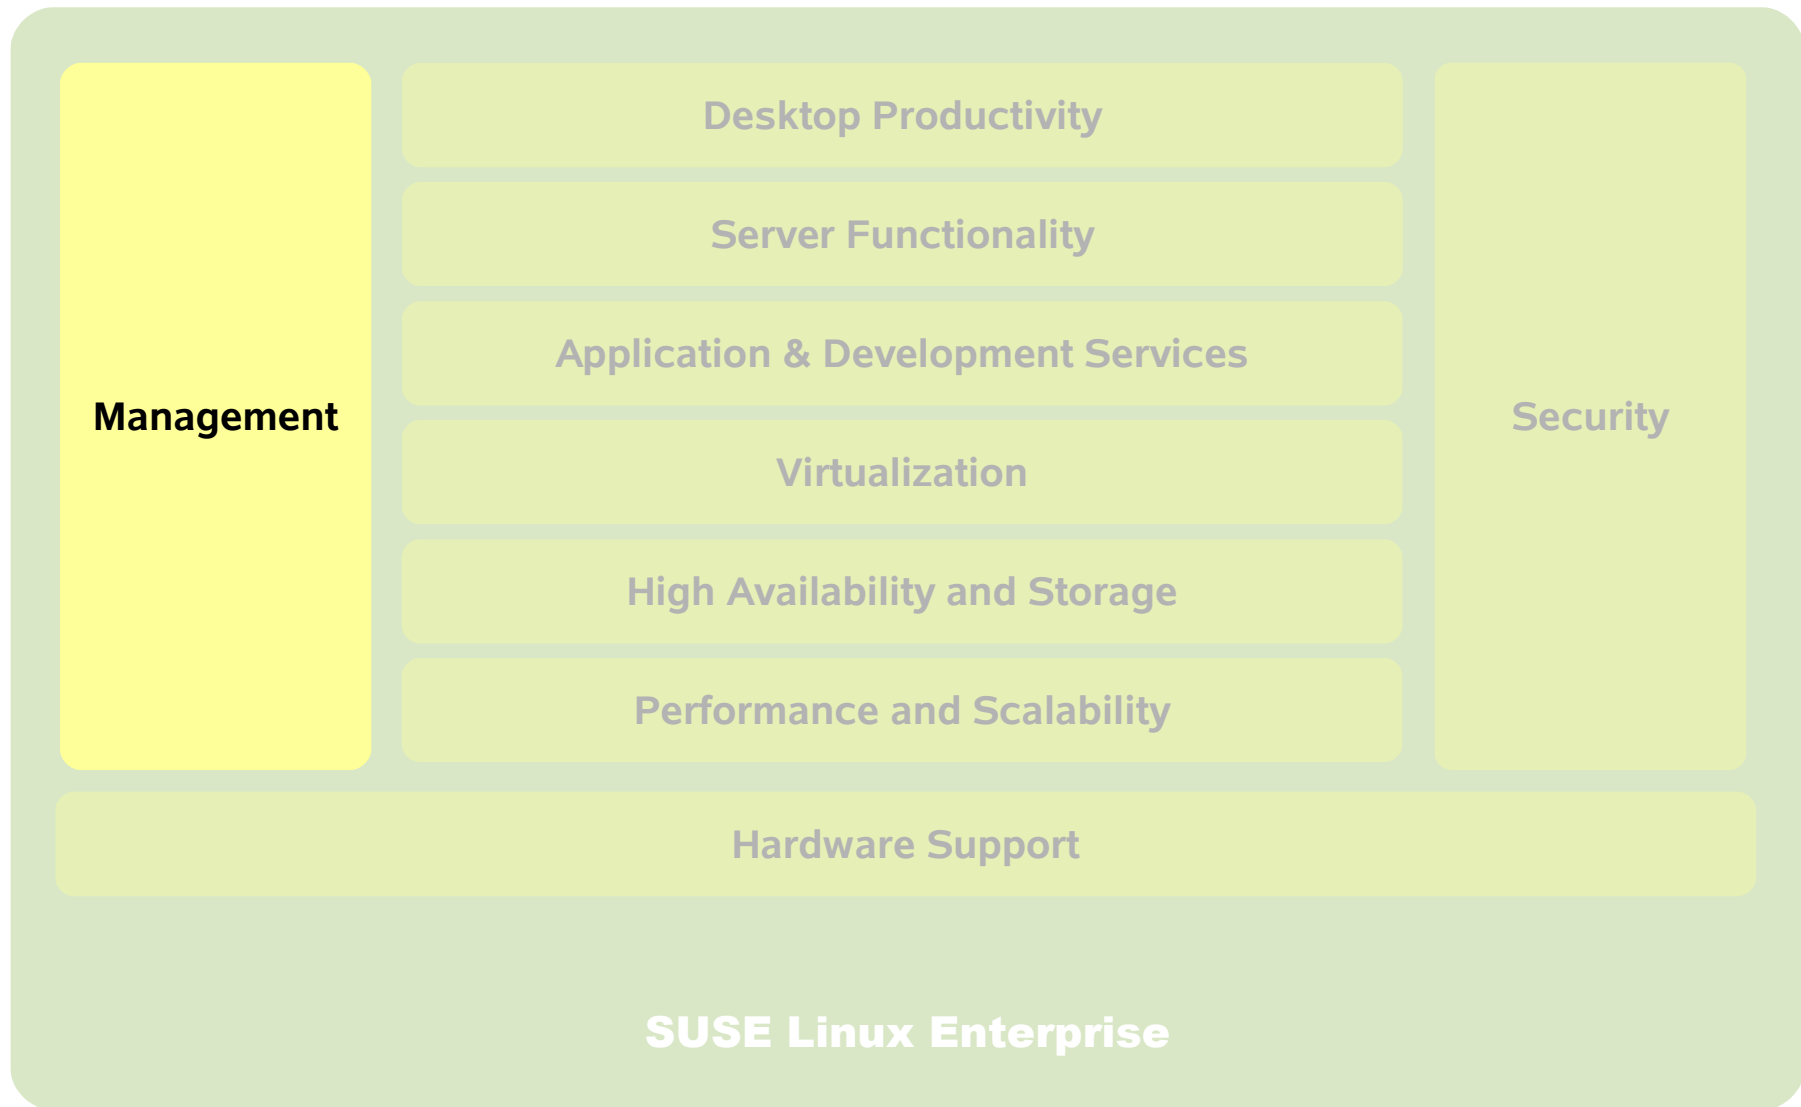 Management
Desktop Productivity
Server Functionality
Application & Development Services
Virtualization
High Availability and Storage
Performance and Scalability
Security
Hardware Support
SUSE Linux Enterprise